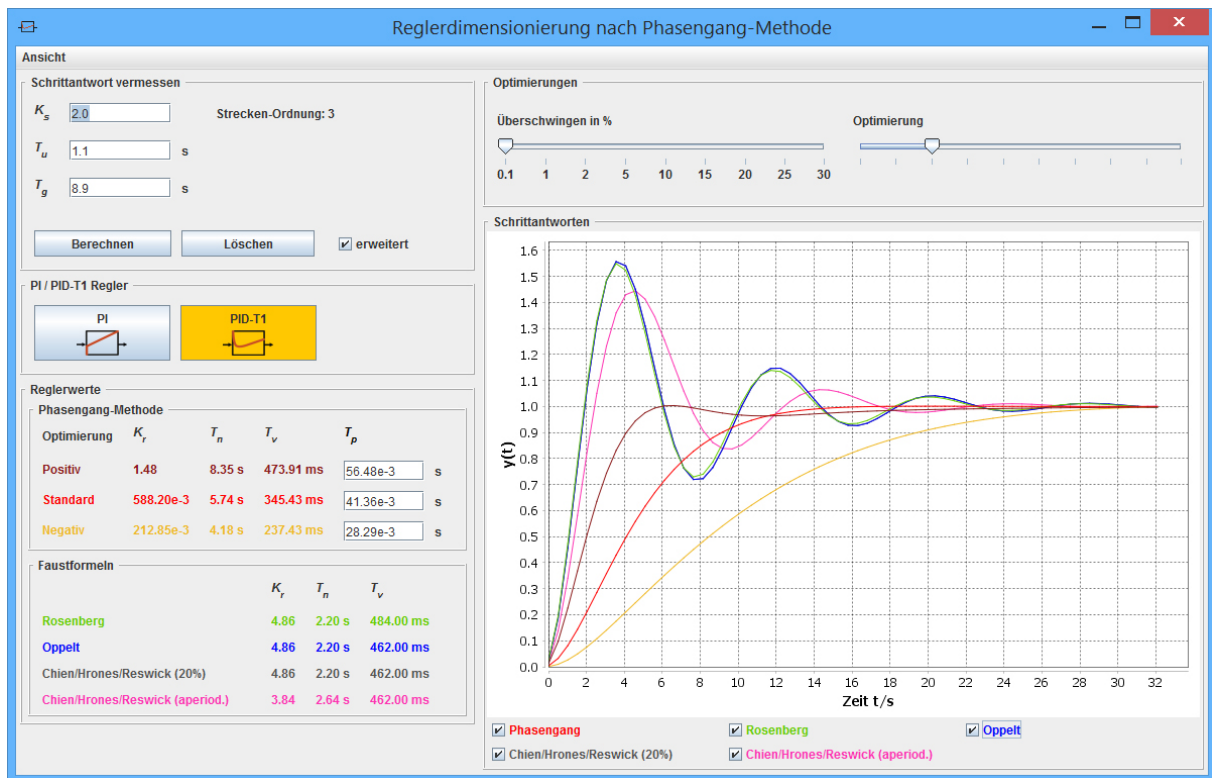 Reglerdimensionierung nach Phasengang-Methode
Ansicht
Schrittantwort vermessen
Ks 2.0 Strecken-Ordnung: 3
Tu 1.1 s
Tg 8.9 s
Berechnen Löschen erweitert
PI / PID-T1 Regler
PI PID-T1
Reglerwerte
Phasengang-Methode
Optimierung Kr Tn Tv Tp
Positiv 1.48 8.35 s 473.91 ms 56.48e-3 s
Standard 588.20e-3 5.74 s 345.43 ms 41.36e-3 s
Negativ 212.85e-3 4.18 s 237.43 ms 28.29e-3 s
Faustformeln
Kr Tn Tv
Rosenberg 4.86 2.20 s 484.00 ms
Oppelt 4.86 2.20 s 462.00 ms
Chien/Hrones/Reswick (20%) 4.86 2.20 s 462.00 ms
Chien/Hrones/Reswick (aperiod.) 3.84 2.64 s 462.00 ms
Optimierungen
Überschwingen in % Optimierung
0.1 1 2 5 10 15 20 25 30
Schrittantworten
1.6
1.5
1.4
1.3
1.2
1.1
1.0
0.9
0.8
0.7
0.6
0.5
0.4
0.3
0.2
0.1
0.0
y(t)
0 2 4 6 8 10 12 14 16 18 20 22 24 26 28 30 32
Zeit t/s
Phasengang Rosenberg Oppelt
Chien/Hrones/Reswick (20%) Chien/Hrones/Reswick (aperiod.)